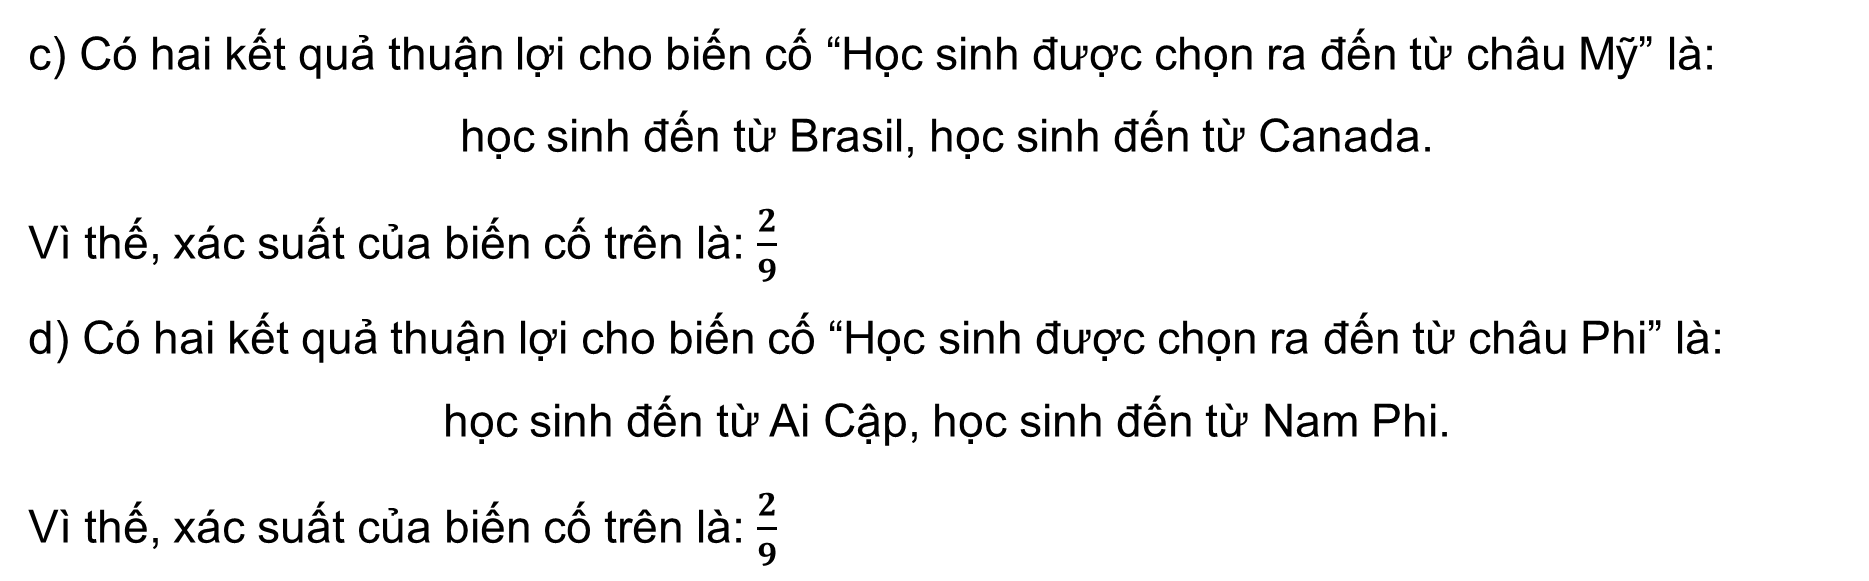 c) Có hai kết quả thuận lợi cho biến cố “Học sinh được chọn ra đến từ châu Mỹ” là:
học sinh đến từ Brasil, học sinh đến từ Canada.
Vì thế, xác suất của biến cố trên là: 2/9
d) Có hai kết quả thuận lợi cho biến cố “Học sinh được chọn ra đến từ châu Phi” là:
học sinh đến từ Ai Cập, học sinh đến từ Nam Phi.
Vì thế, xác suất của biến cố trên là: 2/9